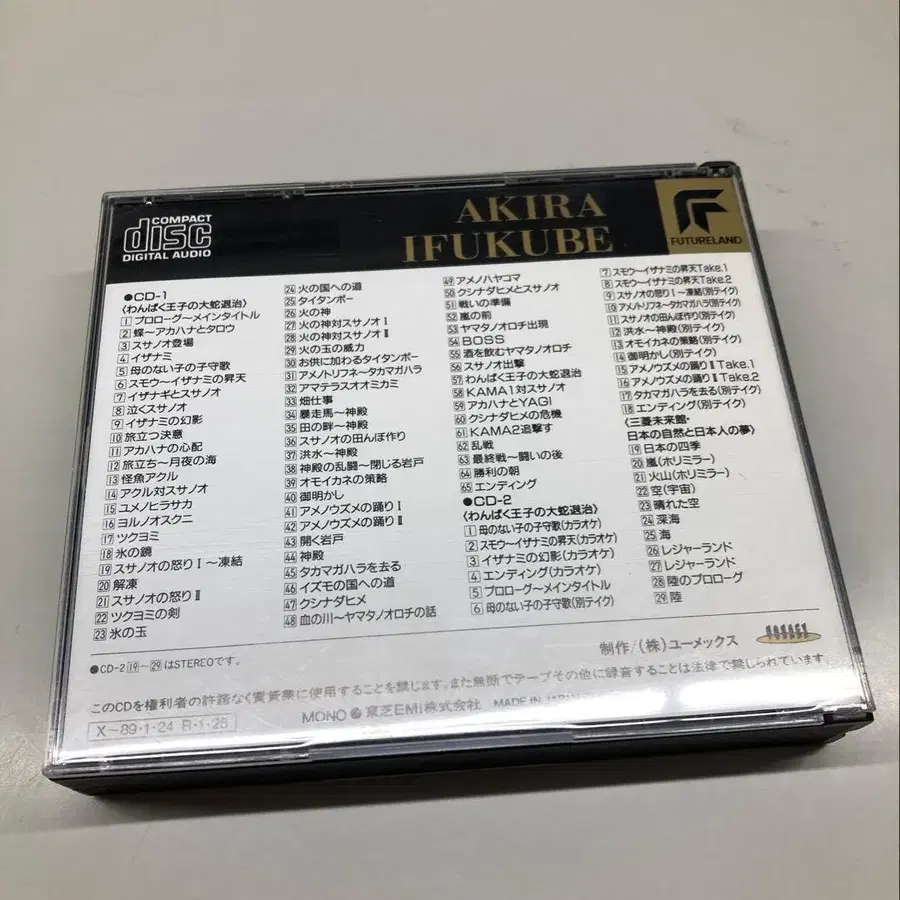 COMPACT
disc
DIGITAL AUDIO
AKIRA
IFUKUBE
FUTURELAND
●CD-1
〈わんぱく王子の大蛇退治〉
1 プロローグ〜メインタイトル
2 蝶〜アカハナとタロウ
3 スサノオ登場
4 イザナミ
5 母のない子の子守歌
6 スモウ〜イザナミの昇天
7 イザナギとスサノオ
8 泣くスサノオ
9 イザナミの幻影
10 旅立つ決意
11 アカハナの心配
12 旅立ち〜月夜の海
13 怪魚アクル
14 アクル対スサノオ
15 ユメノヒラサカ
16 ヨルノオスクニ
17 ツクヨミ
18 氷の鏡
19 スサノオの怒りⅠ〜凍結
20 解凍
21 スサノオの怒りⅡ
22 ツクヨミの剣
23 氷の玉
24 火の国への道
25 タイタンボー
26 火の神
27 火の神対スサノオⅠ
28 火の神対スサノオⅡ
29 火の玉の威力
30 お供に加わるタイタンボー
31 アメノトリフネ〜タカマガハラ
32 アマテラスオオミカミ
33 畑仕事
34 暴走馬〜神殿
35 田の畔〜神殿
36 スサノオの田んぼ作り
37 洪水〜神殿
38 神殿の乱闘〜閉じる岩戸
39 オモイカネの策略
40 御明かし
41 アメノウズメの踊りⅠ
42 アメノウズメの踊りⅡ
43 開く岩戸
44 神殿
45 タカマガハラを去る
46 イズモの国への道
47 クシナダヒメ
48 血の川〜ヤマタノオロチの話
49 アメノハヤコマ
50 クシナダヒメとスサノオ
51 戦いの準備
52 嵐の前
53 ヤマタノオロチ出現
54 BOSS
55 酒を飲むヤマタノオロチ
56 スサノオ出撃
57 わんぱく王子の大蛇退治
58 KAMA1対スサノオ
59 アカハナとYAGI
60 クシナダヒメの危機
61 KAMA2追撃す
62 乱戦
63 最終戦〜闘いの後
64 勝利の朝
65 エンディング
●CD-2
〈わんぱく王子の大蛇退治〉
1 母のない子の子守歌(カラオケ)
2 スモウ〜イザナミの昇天(カラオケ)
3 イザナミの幻影(カラオケ)
4 エンディング(カラオケ)
5 プロローグ〜メインタイトル
6 母のない子の子守歌(別テイク)
7 スモウ〜イザナミの昇天Take.1
8 スモウ〜イザナミの昇天Take.2
9 スサノオの怒りⅠ〜凍結(別テイク)
10 アメノトリフネ〜タカマガハラ(別テイク)
11 スサノオの田んぼ作り(別テイク)
12 洪水〜神殿(別テイク)
13 オモイカネの策略(別テイク)
14 御明かし(別テイク)
15 アメノウズメの踊りⅡTake.1
16 アメノウズメの踊りⅡTake.2
17 タカマガハラを去る(別テイク)
18 エンディング(別テイク)
〈三菱未来館
日本の自然と日本人の夢〉
19 日本の四季
20 嵐(ホリミラー)
21 火山(ホリミラー)
22 空(宇宙)
23 晴れた空
24 深海
25 海
26 レジャーランド
27 レジャーランド
28 陸のプロローグ
29 陸
●CD-2 19〜29はSTEREOです。
制作/(株)ユーメックス
このCDを権利者の許諾なく賃貸業に使用することを禁じます。また無断でテープその他に録音することは法律で禁じられています。
MONO 東芝EMI株式会社 MADE IN JAPAN
X-89・1・24 R・1・25